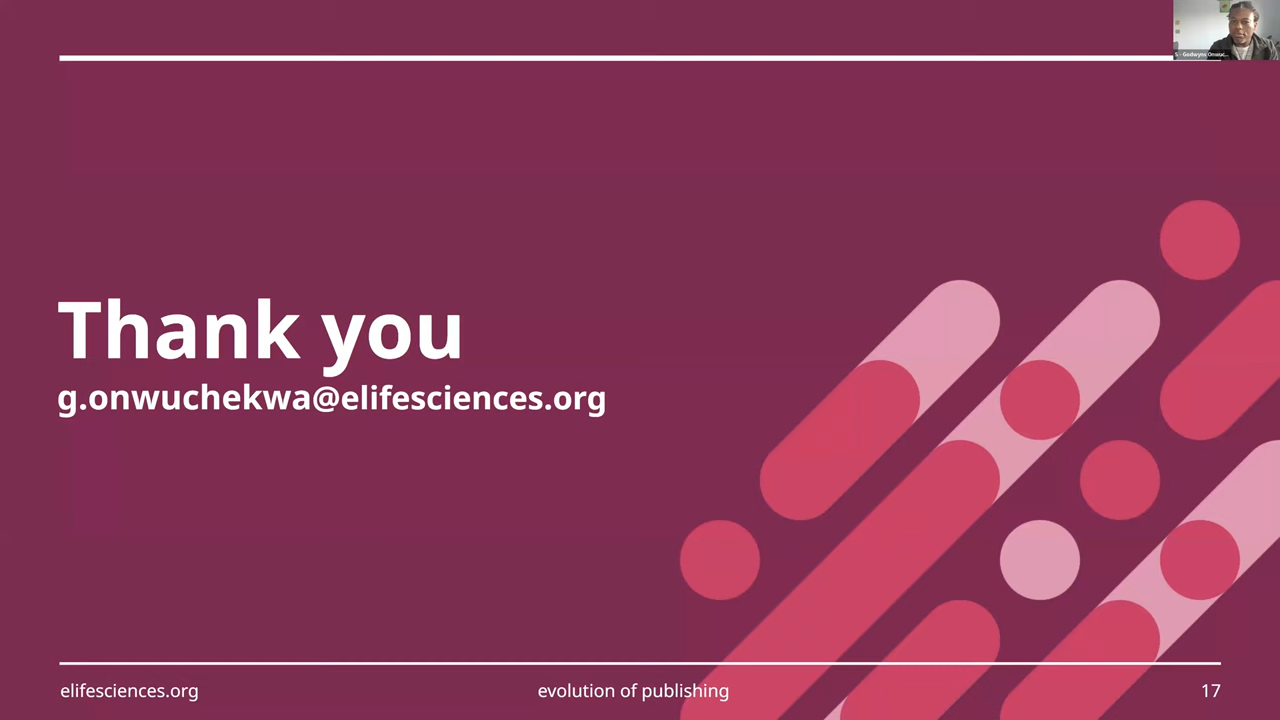 Thank you
g.onwuchekwa@elifesciences.org
elifesciences.org
evolution of publishing
17